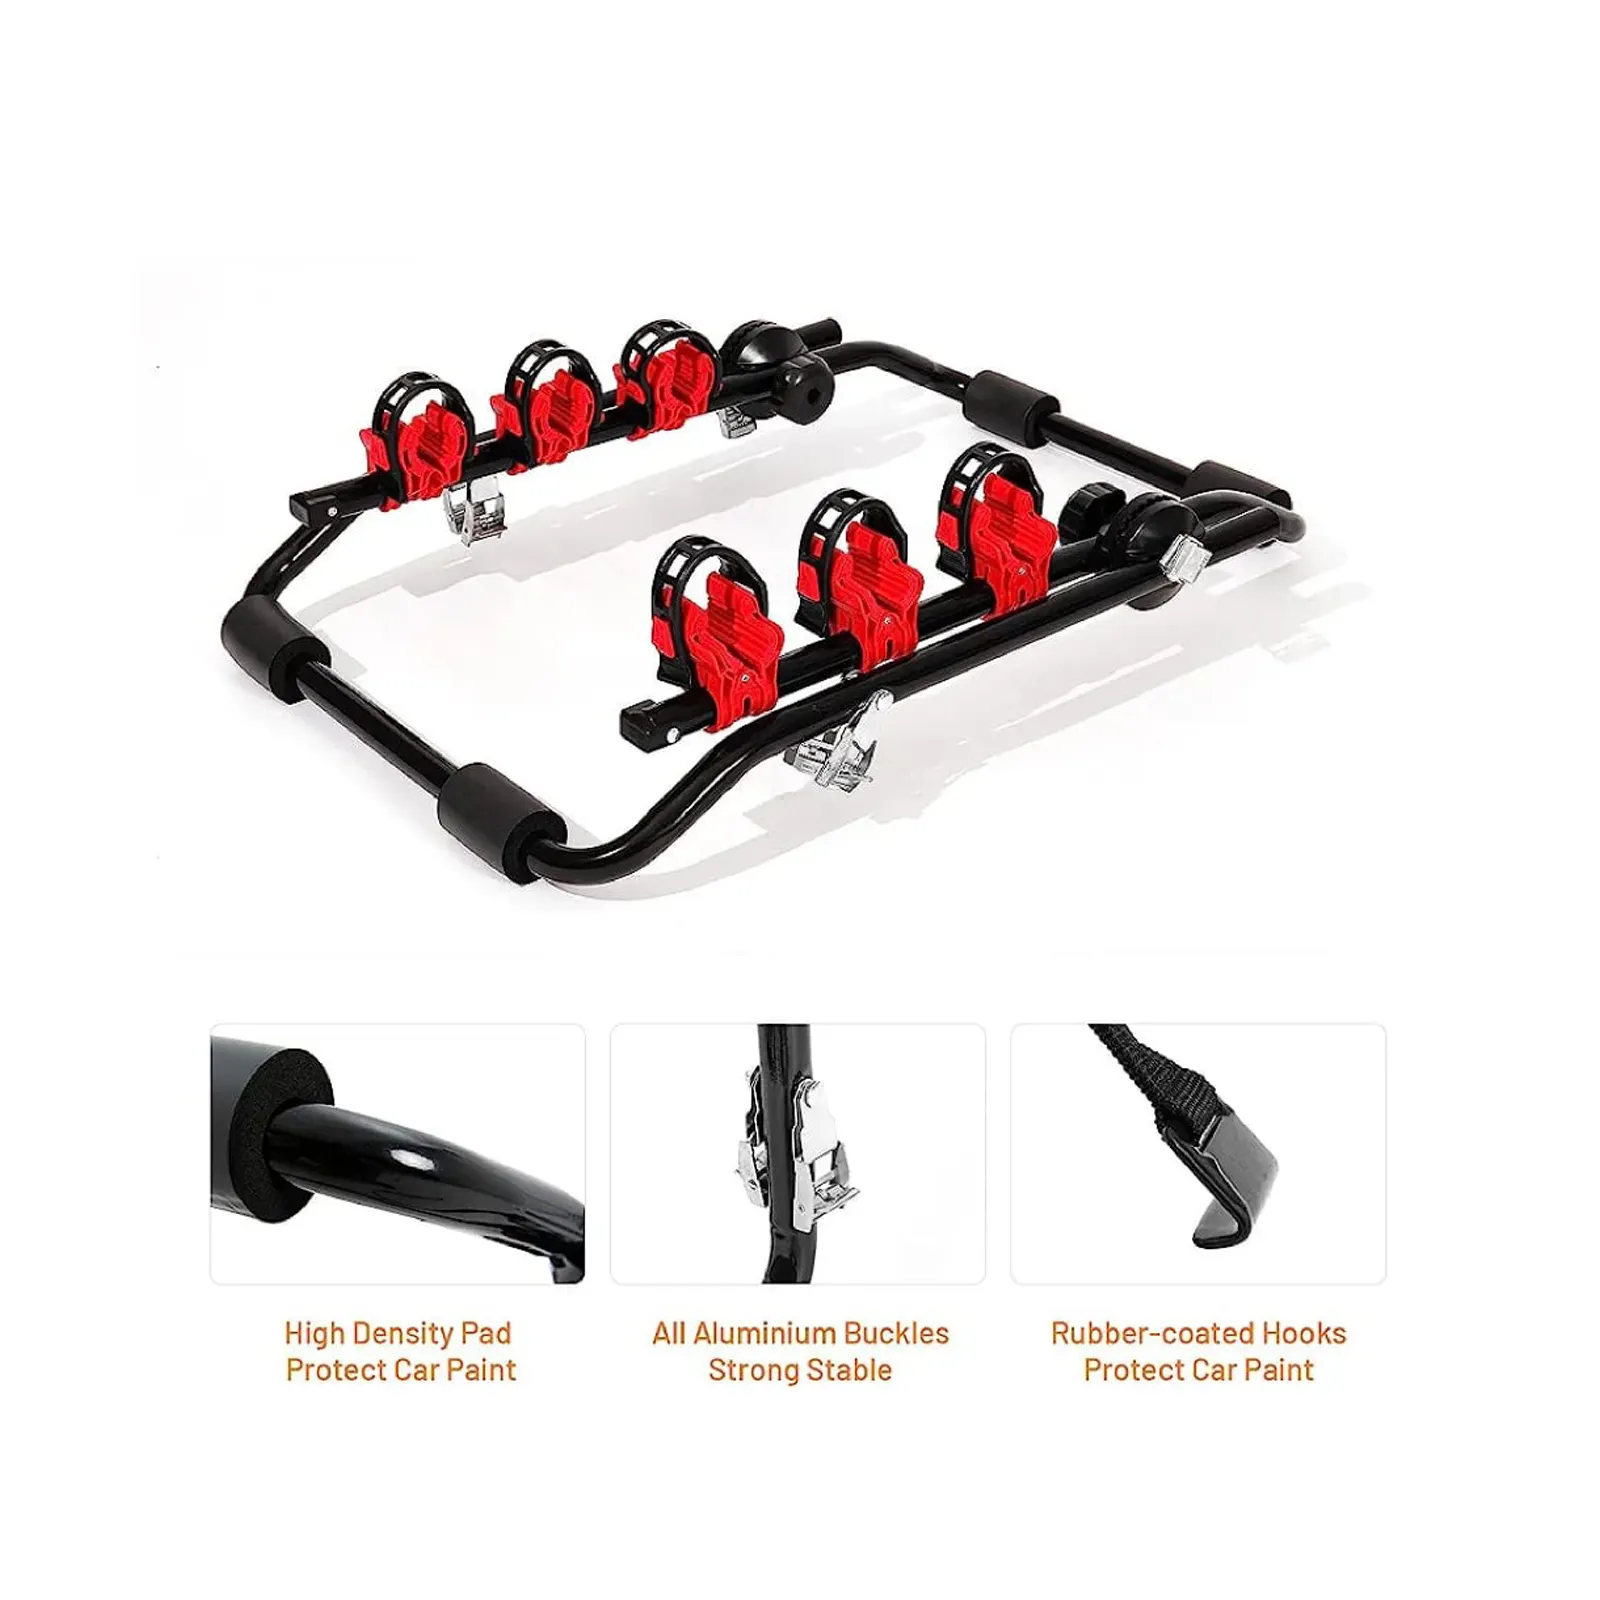 High Density Pad
Protect Car Paint
All Aluminium Buckles
Strong Stable
Rubber-coated Hooks
Protect Car Paint